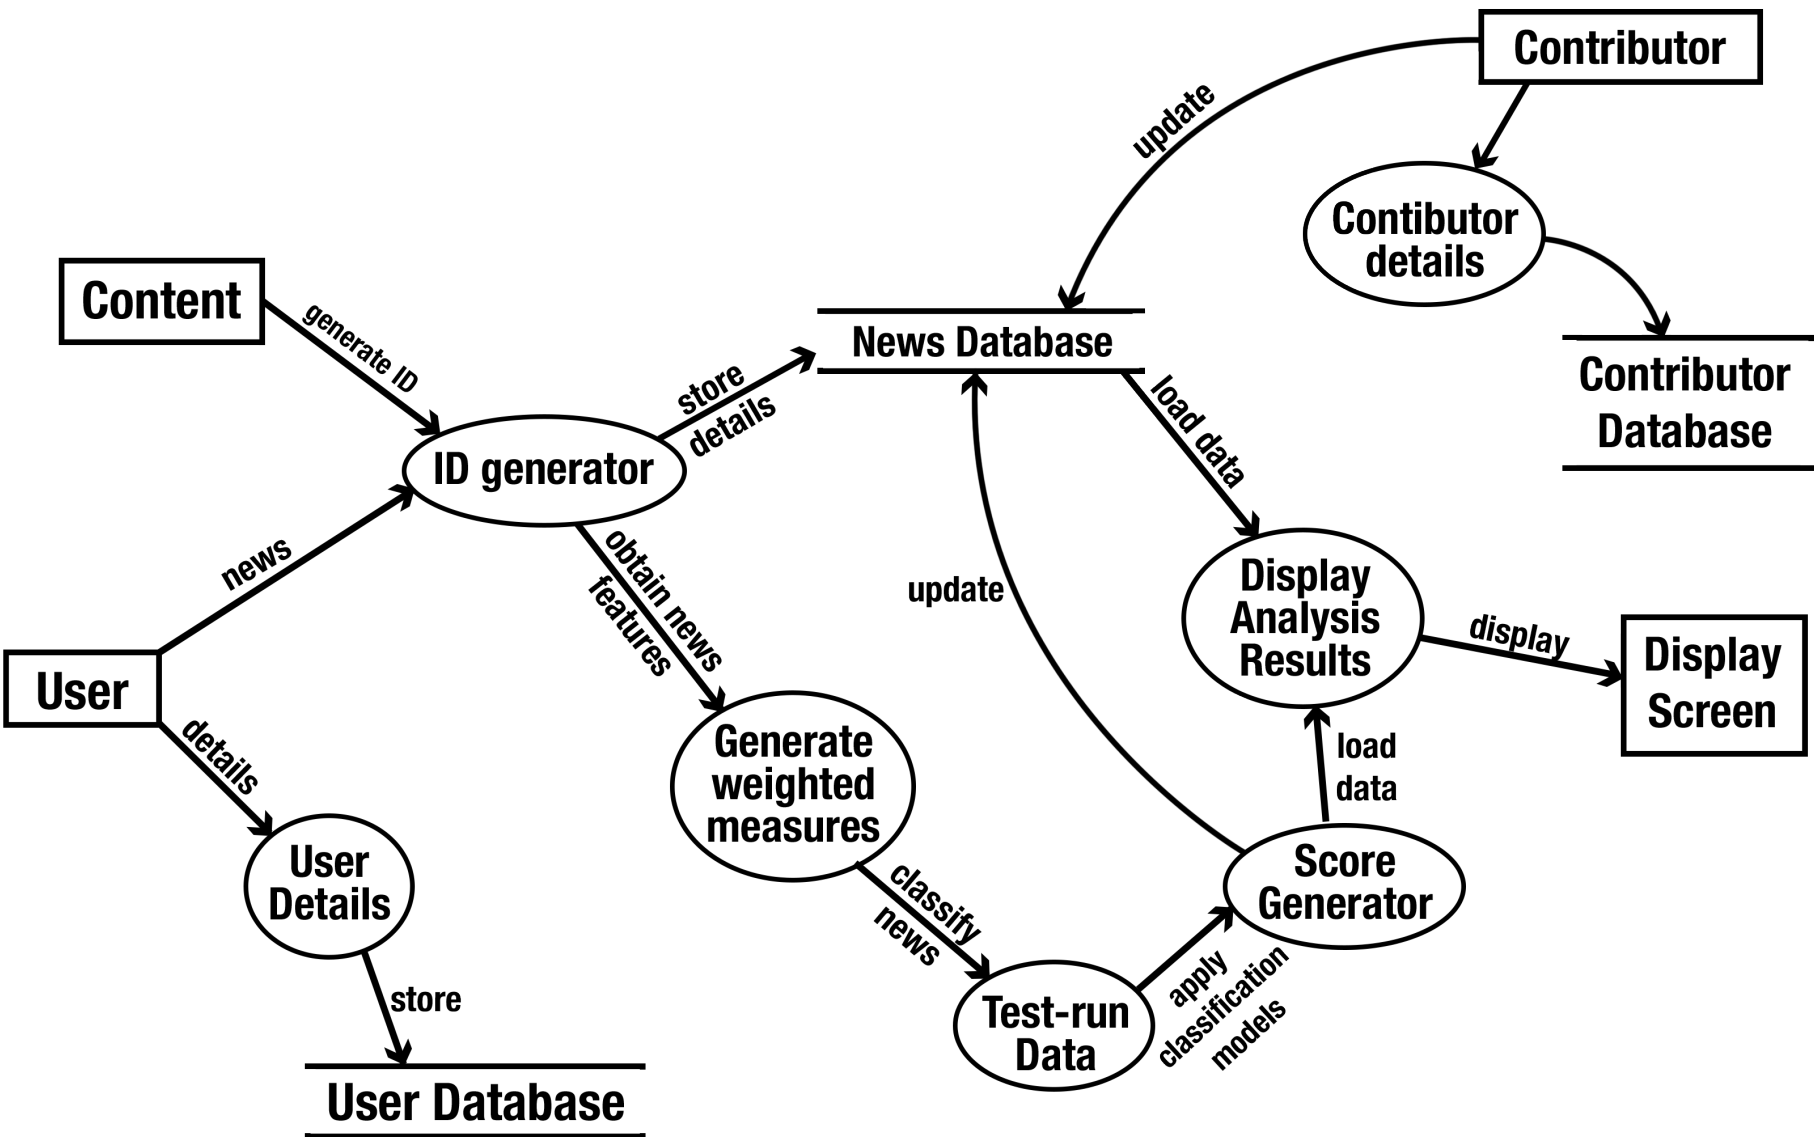 Contributor
update
Contibutor
details
Content
generate ID
News Database
Contributor
Database
store
details
load data
ID generator
news
obtain news
features
update
Display
Analysis
Results
display
Display
Screen
User
details
Generate
weighted
measures
load
data
User
Details
classify
news
Score
Generator
store
Test-run
Data
apply
classification
models
User Database